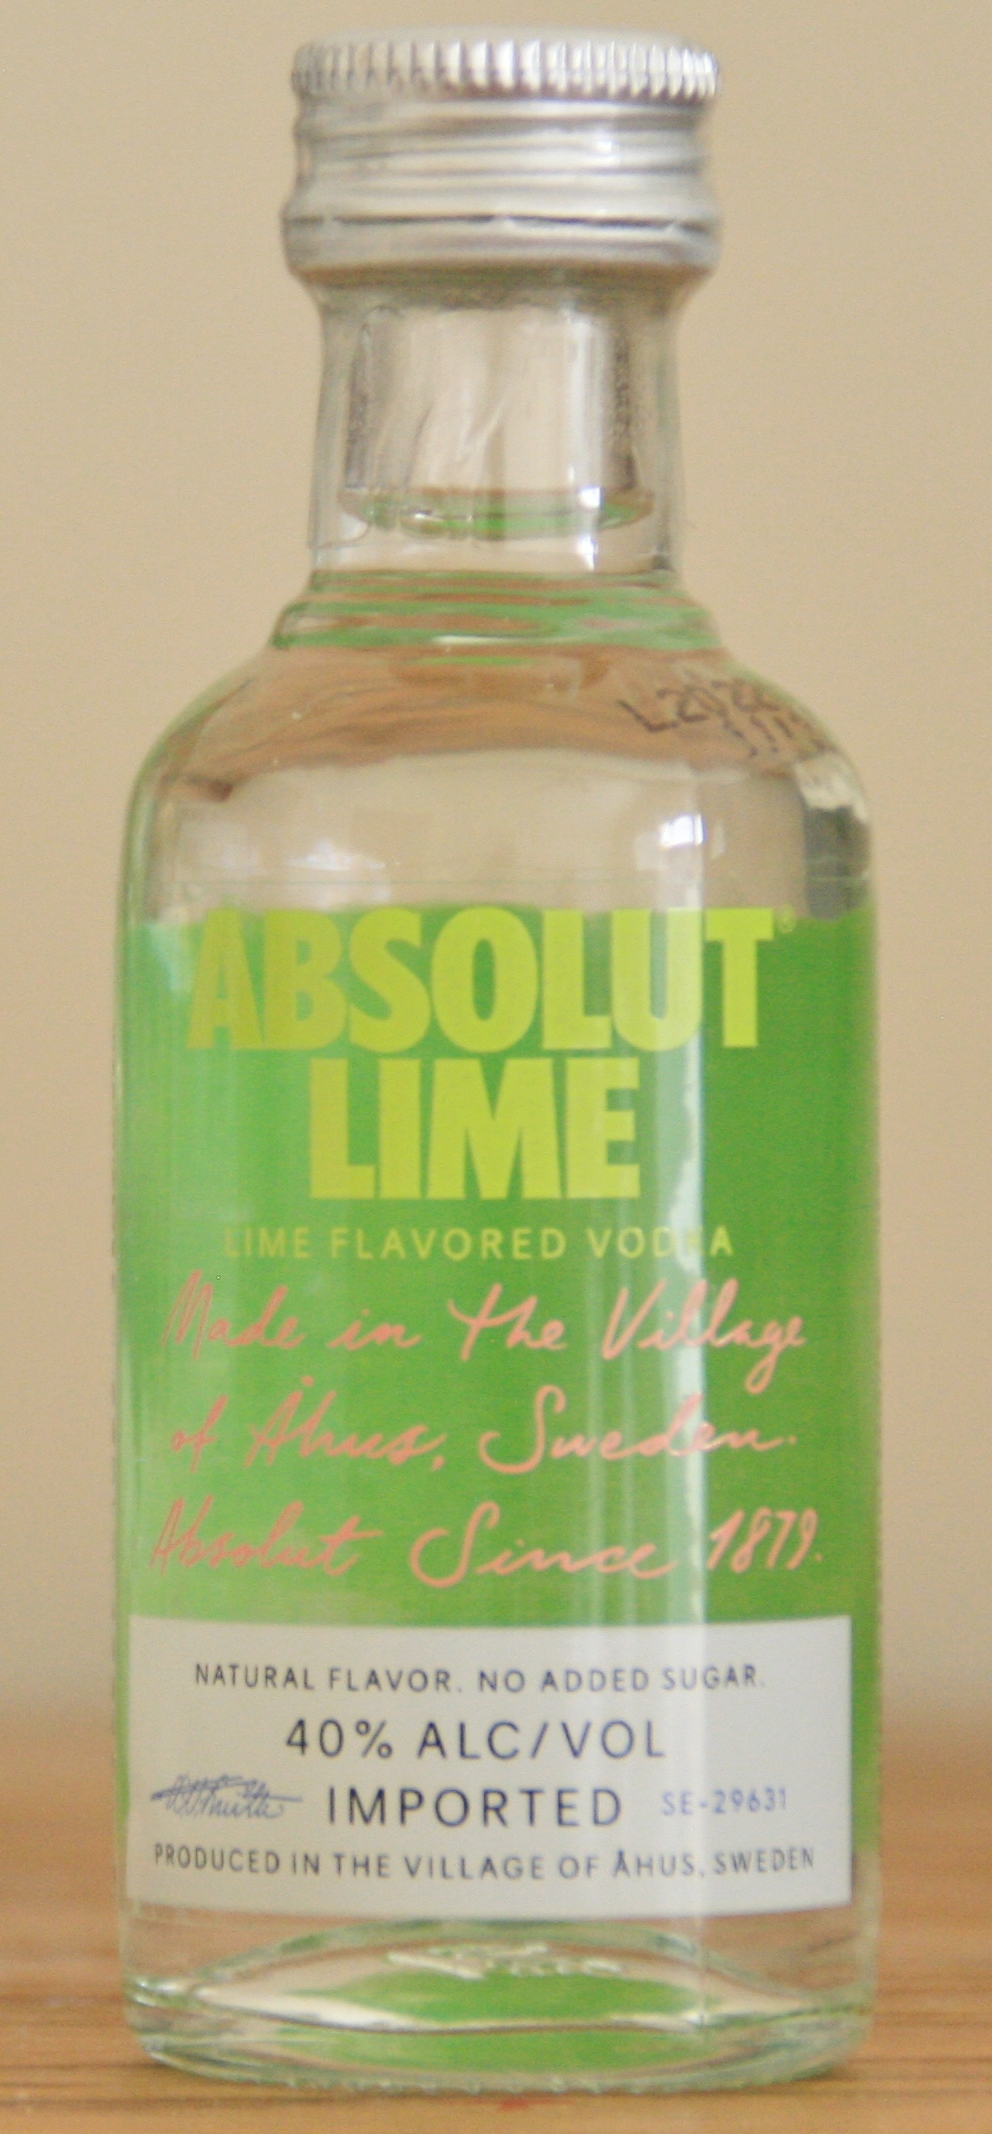 ABSOLUT®
LIME
LIME FLAVORED VODKA
Made in the Village
of Åhus, Sweden.
Absolut Since 1879.
NATURAL FLAVOR. NO ADDED SUGAR.
40% ALC/VOL
IMPORTED SE-29631
PRODUCED IN THE VILLAGE OF ÅHUS, SWEDEN